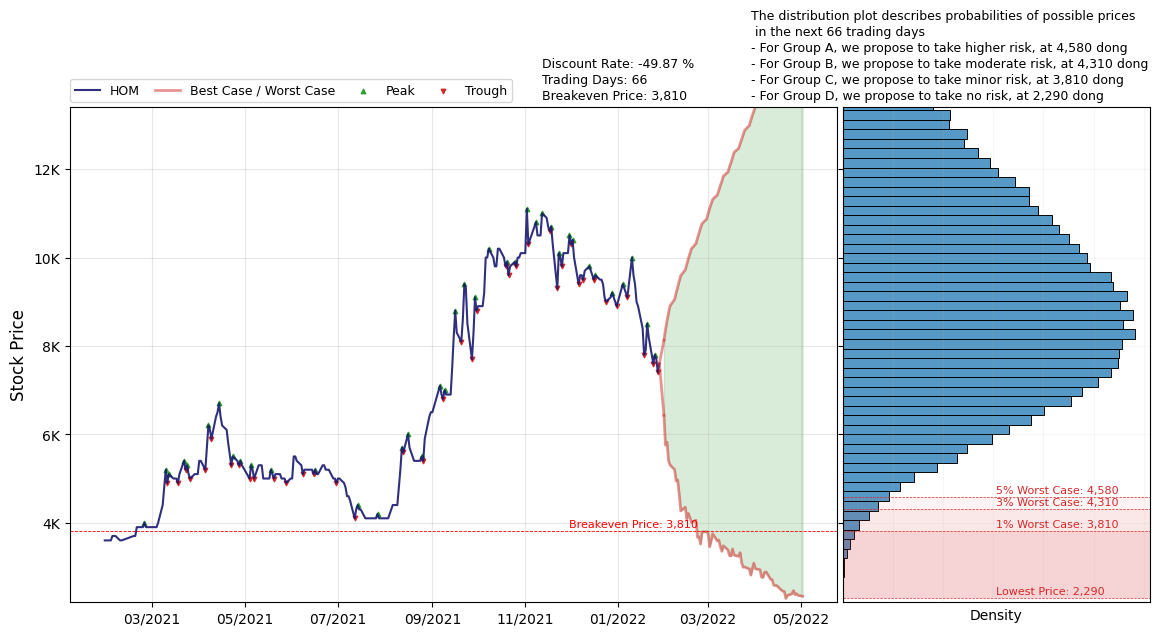 The distribution plot describes probabilities of possible prices
in the next 66 trading days
- For Group A, we propose to take higher risk, at 4,580 dong
- For Group B, we propose to take moderate risk, at 4,310 dong
- For Group C, we propose to take minor risk, at 3,810 dong
- For Group D, we propose to take no risk, at 2,290 dong
Discount Rate: -49.87 %
Trading Days: 66
Breakeven Price: 3,810
HOM
Best Case / Worst Case
Peak
Trough
Stock Price
12K
10K
8K
6K
4K
Breakeven Price: 3,810
5% Worst Case: 4,580
3% Worst Case: 4,310
1% Worst Case: 3,810
Lowest Price: 2,290
03/2021
05/2021
07/2021
09/2021
11/2021
01/2022
03/2022
05/2022
Density